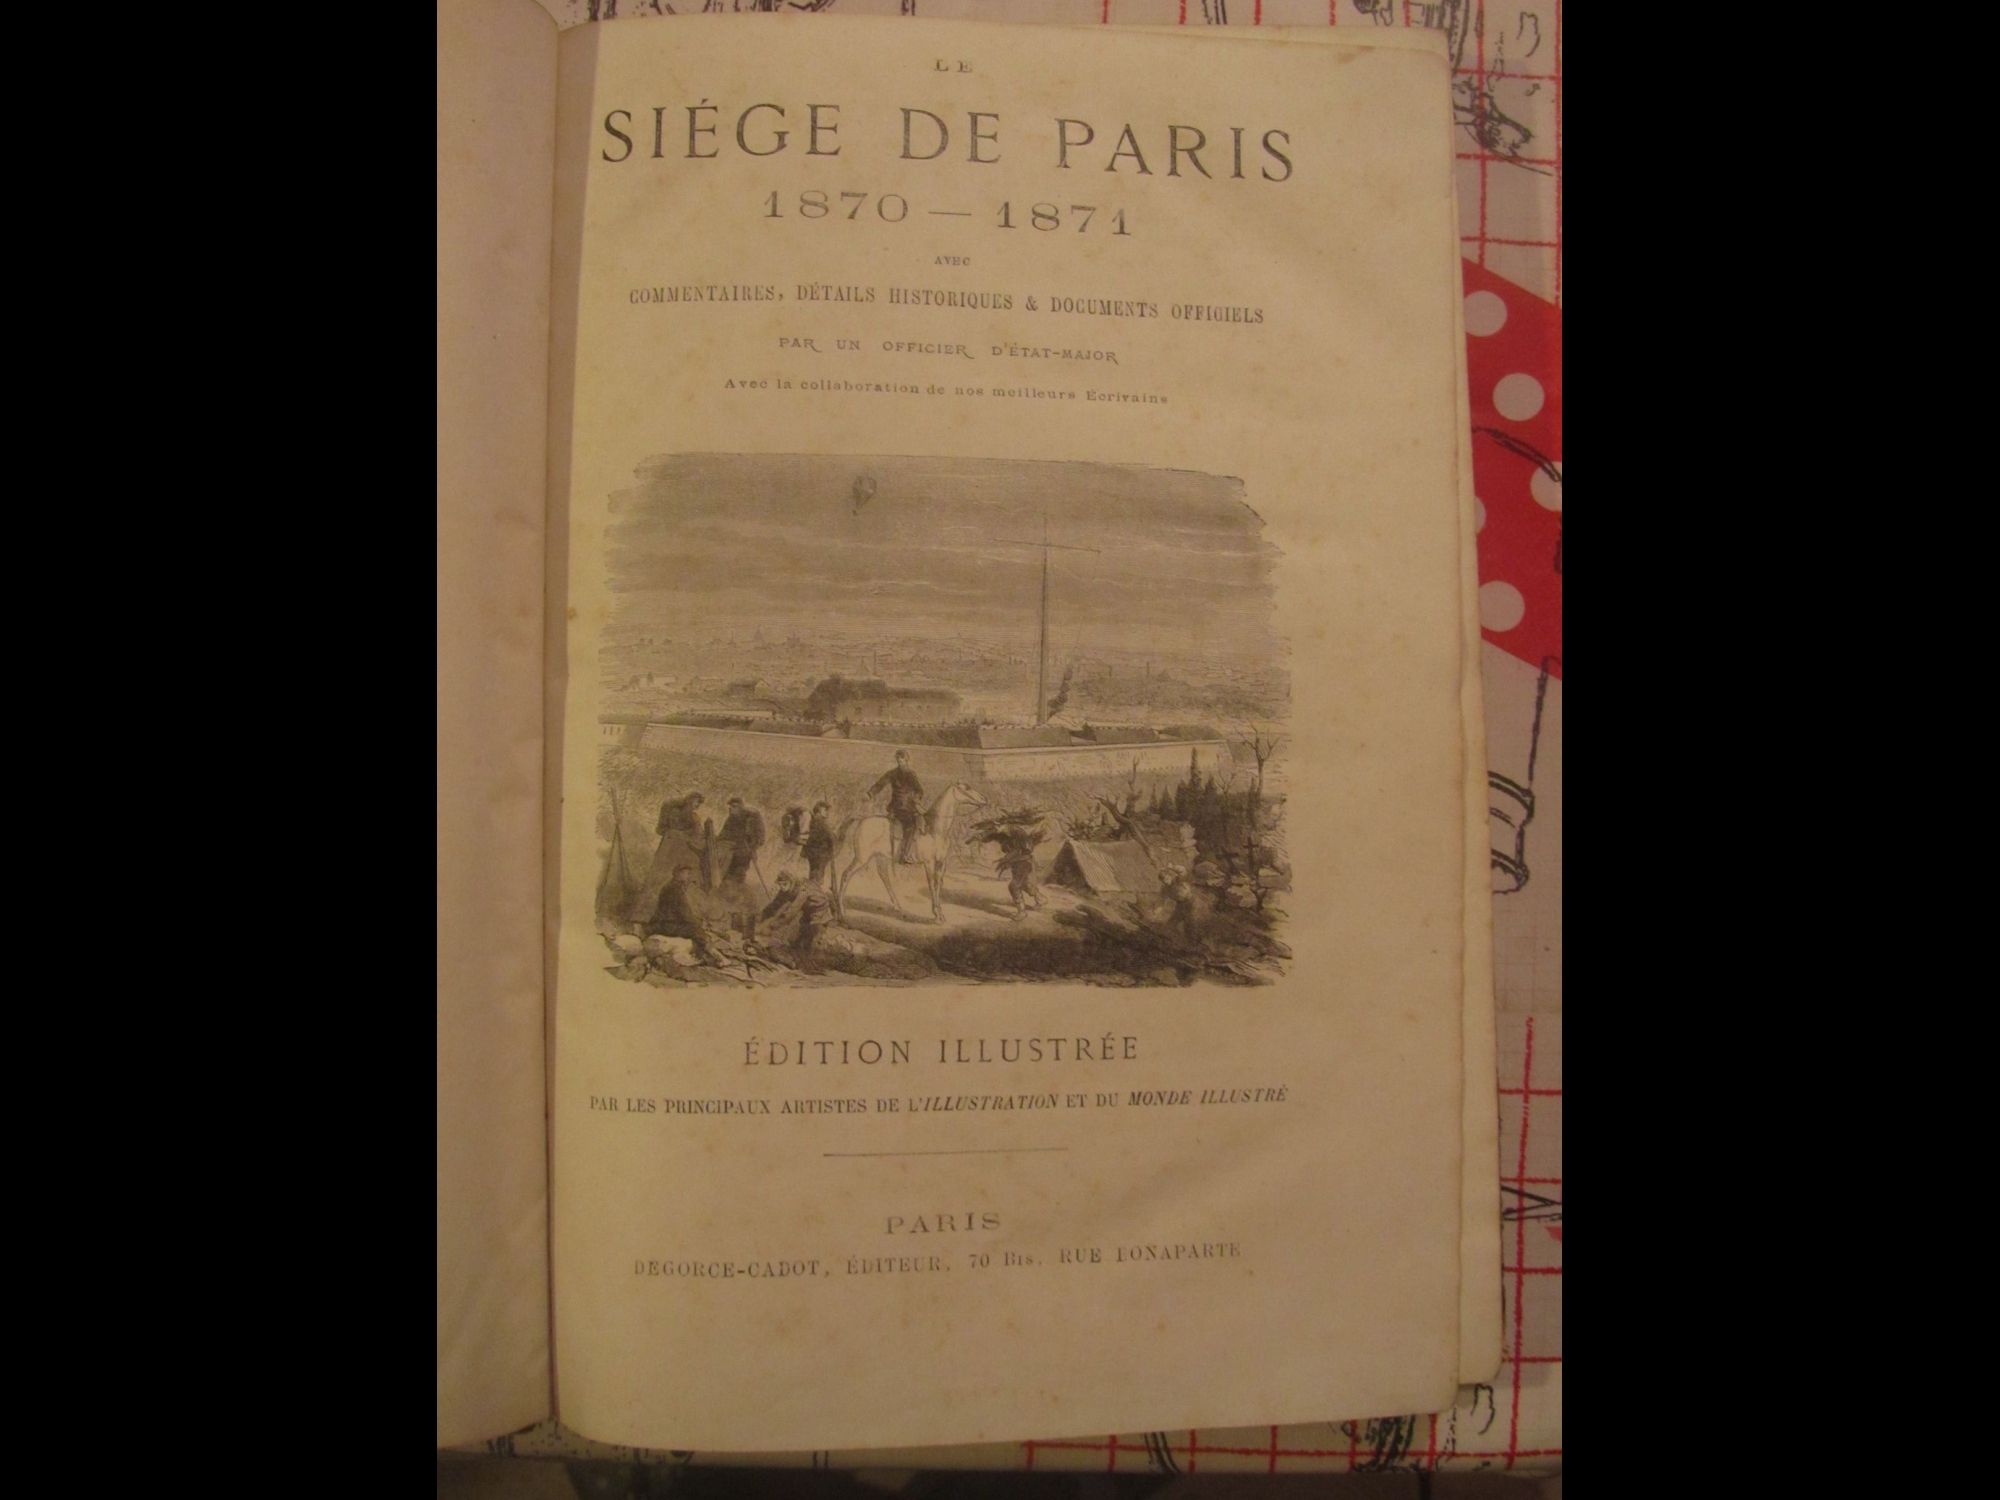 LE
SIÉGE DE PARIS
1870 — 1871
AVEC
COMMENTAIRES, DÉTAILS HISTORIQUES & DOCUMENTS OFFICIELS
PAR UN OFFICIER D'ÉTAT-MAJOR
Avec la collaboration de nos meilleurs Écrivains
ÉDITION ILLUSTRÉE
PAR LES PRINCIPAUX ARTISTES DE L'ILLUSTRATION ET DU MONDE ILLUSTRÉ
PARIS
DEGORCE-CADOT, ÉDITEUR, 70 Bis, RUE BONAPARTE